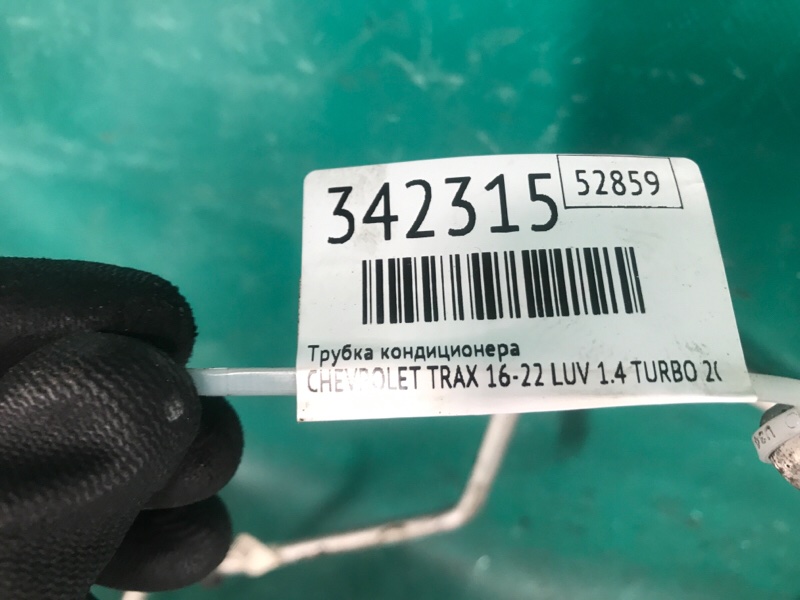 342315
52859
Трубка кондиционера
CHEVROLET TRAX 16-22 LUV 1.4 TURBO